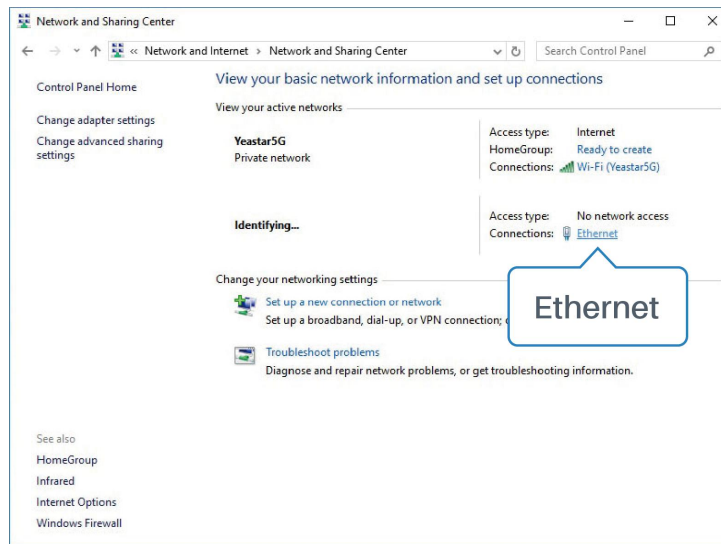 Network and Sharing Center
« Network and Internet > Network and Sharing Center
Search Control Panel
Control Panel Home
Change adapter settings
Change advanced sharing
settings
View your basic network information and set up connections
View your active networks
Yeastar5G
Private network
Access type: Internet
HomeGroup: Ready to create
Connections: Wi-Fi (Yeastar5G)
Identifying...
Access type: No network access
Connections: Ethernet
Ethernet
Change your networking settings
Set up a new connection or network
Set up a broadband, dial-up, or VPN connection;
Troubleshoot problems
Diagnose and repair network problems, or get troubleshooting information.
See also
HomeGroup
Infrared
Internet Options
Windows Firewall